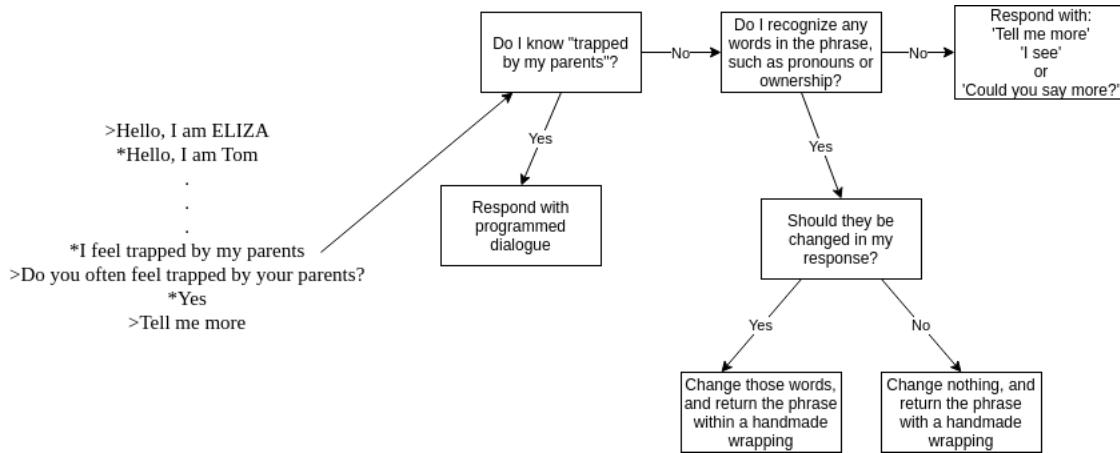 >Hello, I am ELIZA
*Hello, I am Tom
.
.
.
*I feel trapped by my parents
>Do you often feel trapped by your parents?
*Yes
>Tell me more
Do I know "trapped
by my parents"?
No
Do I recognize any
words in the phrase,
such as pronouns or
ownership?
No
Respond with:
'Tell me more'
'I see'
or
'Could you say more?"
Yes
Respond with
programmed
dialogue
Yes
Should they be
changed in my
response?
Yes
No
Change those words,
and return the phrase
within a handmade
wrapping
Change nothing, and
return the phrase
with a handmade
wrapping